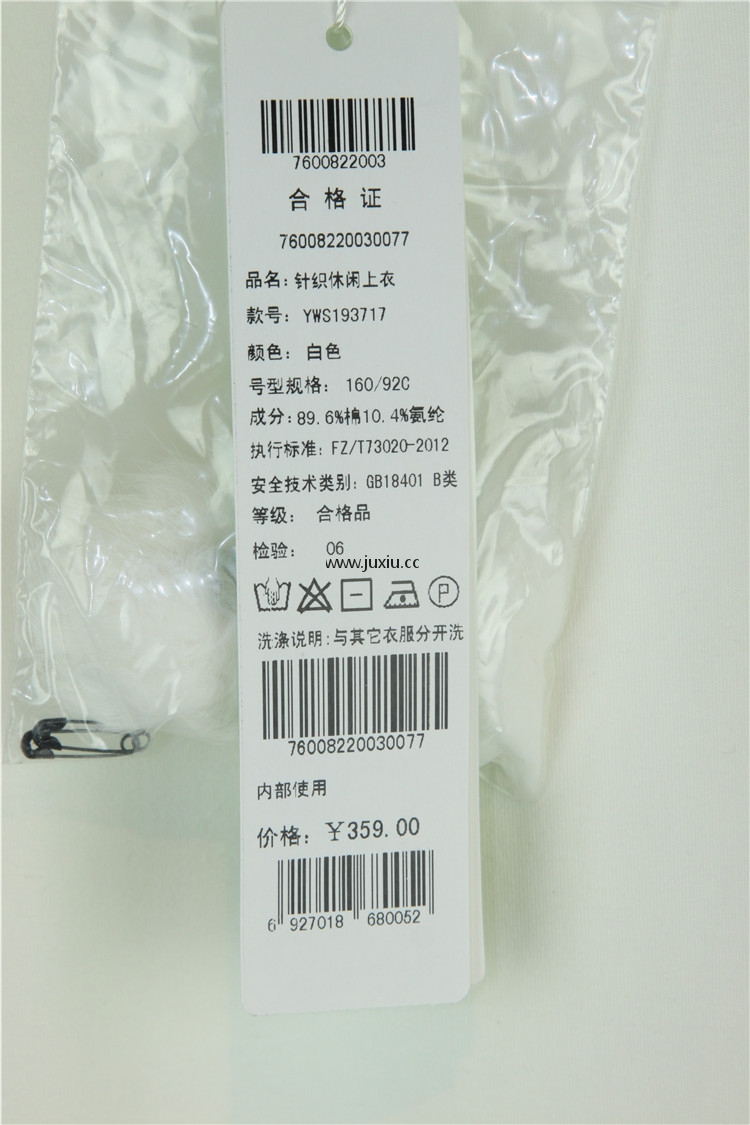 7600822003
合格证
76008220030077
品名: 针织休闲上衣
款号: YWS193717
颜色: 白色
号型规格: 160/92C
成分: 89.6%棉10.4%氨纶
执行标准: FZ/T73020-2012
安全技术类别: GB18401 B类
等级: 合格品
检验: 06
www.juxiu.cc
P
洗涤说明:与其它衣服分开洗
76008220030077
内部使用
价格: ¥359.00
6 927018 680052